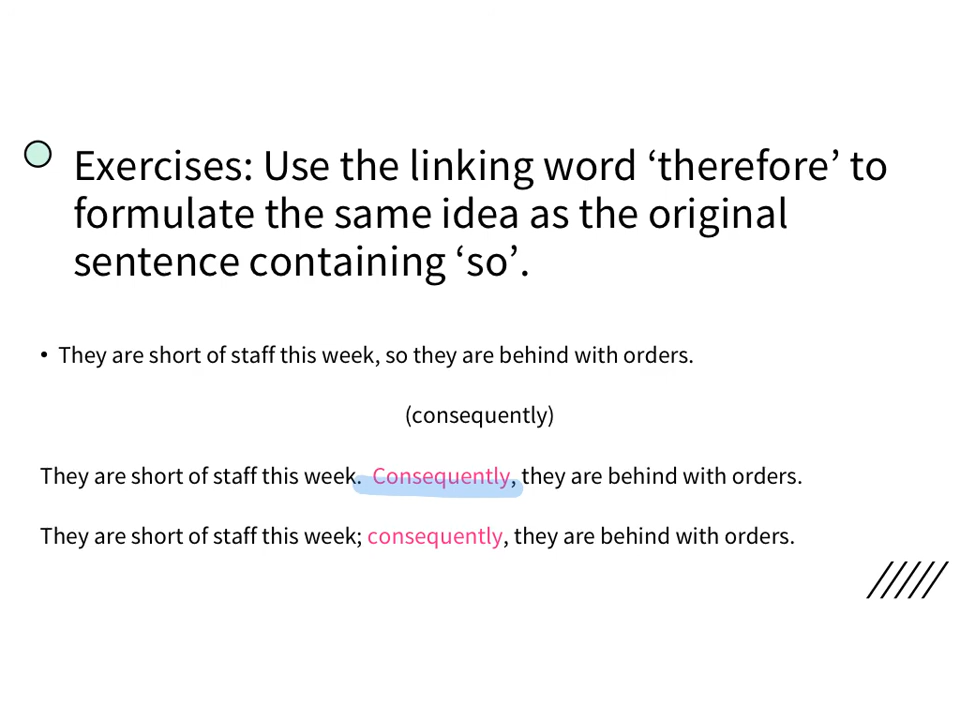 Exercises: Use the linking word ‘therefore’ to
formulate the same idea as the original
sentence containing ‘so’.
• They are short of staff this week, so they are behind with orders.
(consequently)
They are short of staff this week.  Consequently, they are behind with orders.
They are short of staff this week; consequently, they are behind with orders.